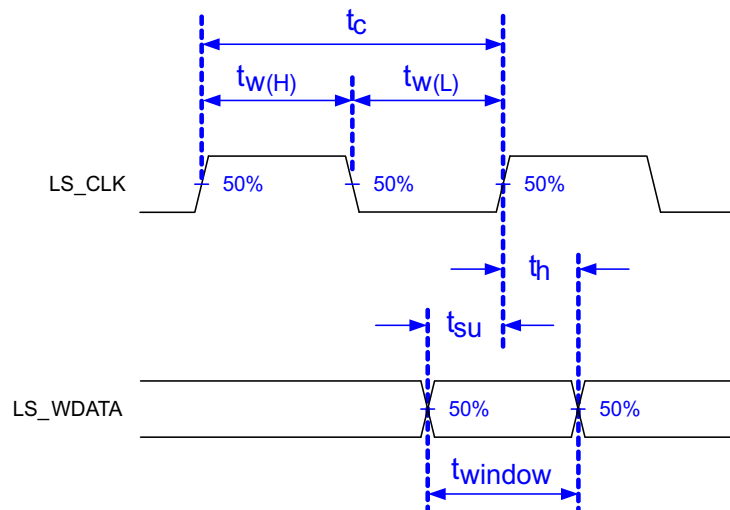 tc
tw(H) tw(L)
LS_CLK 50% 50% 50%
th
tsu
LS_WDATA 50% 50%
twindow